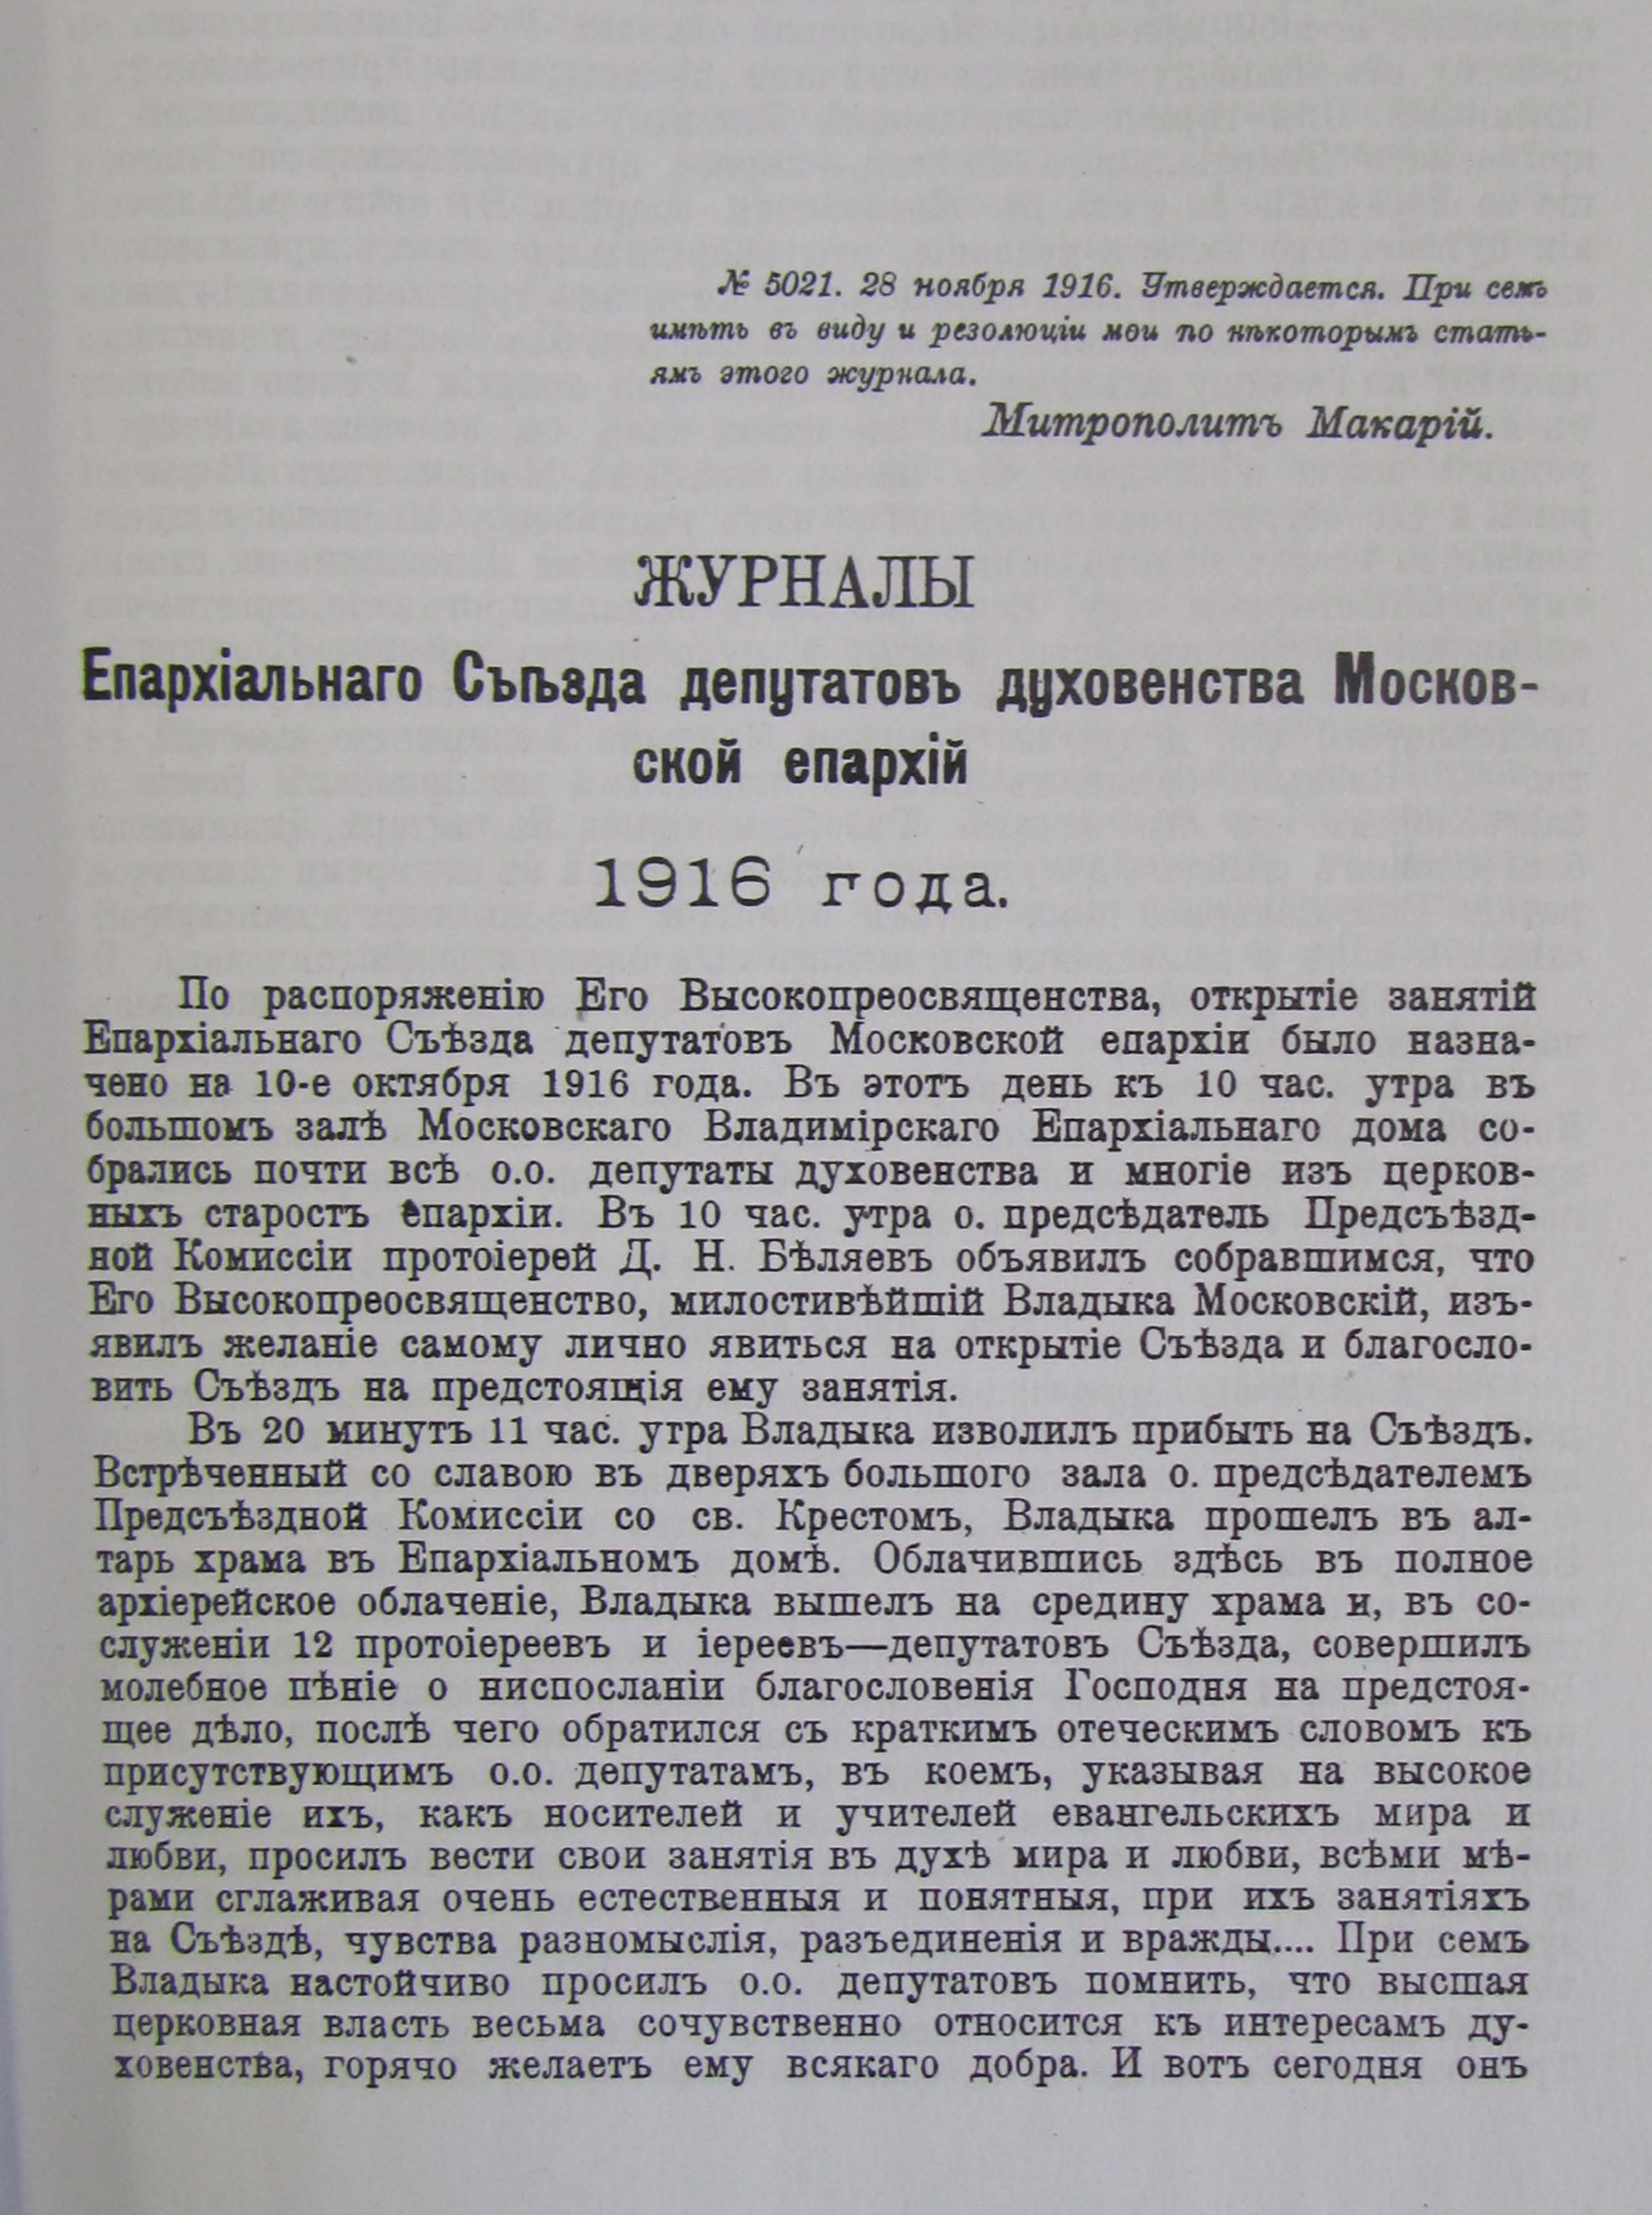 № 5021. 28 ноября 1916. Утверждается. При семъ
имѣть въ виду и резолюціи мои по нѣкоторымъ стать-
ямъ этого журнала.
Митрополитъ Макарій.
ЖУРНАЛЫ
Епархіальнаго Съѣзда депутатовъ духовенства Москов-
ской епархій
1916 года.
По распоряженію Его Высокопреосвященства, открытіе занятій
Епархіальнаго Съѣзда депутатовъ Московской епархіи было назна-
чено на 10-е октября 1916 года. Въ этотъ день къ 10 час. утра въ
большомъ залѣ Московскаго Владимірскаго Епархіальнаго дома со-
брались почти всѣ о.о. депутаты духовенства и многіе изъ церков-
ныхъ старостъ епархіи. Въ 10 час. утра о. предсѣдатель Предсъѣзд-
ной Комиссіи протоіерей Д. Н. Бѣляевъ объявилъ собравшимся, что
Его Высокопреосвященство, милостивѣйшій Владыка Московскій, изъ-
явилъ желаніе самому лично явиться на открытіе Съѣзда и благосло-
вить Съѣздъ на предстоящія ему занятія.
Въ 20 минутъ 11 час. утра Владыка изволилъ прибыть на Съѣздъ.
Встрѣченный со славою въ дверяхъ большого зала о. предсѣдателемъ
Предсъѣздной Комиссіи со св. Крестомъ, Владыка прошелъ въ ал-
тарь храма въ Епархіальномъ домѣ. Облачившись здѣсь въ полное
архіерейское облаченіе, Владыка вышелъ на средину храма и, въ со-
служеніи 12 протоіереевъ и іереевъ—депутатовъ Съѣзда, совершилъ
молебное пѣніе о ниспосланіи благословенія Господня на предстоя-
щее дѣло, послѣ чего обратился съ краткимъ отеческимъ словомъ къ
присутствующимъ о.о. депутатамъ, въ коемъ, указывая на высокое
служеніе ихъ, какъ носителей и учителей евангельскихъ мира и
любви, просилъ вести свои занятія въ духѣ мира и любви, всѣми мѣ-
рами сглаживая очень естественныя и понятныя, при ихъ занятіяхъ
на Съѣздѣ, чувства разномыслія, разъединенія и вражды.... При семъ
Владыка настойчиво просилъ о.о. депутатовъ помнить, что высшая
церковная власть весьма сочувственно относится къ интересамъ ду-
ховенства, горячо желаетъ ему всякаго добра. И вотъ сегодня онъ